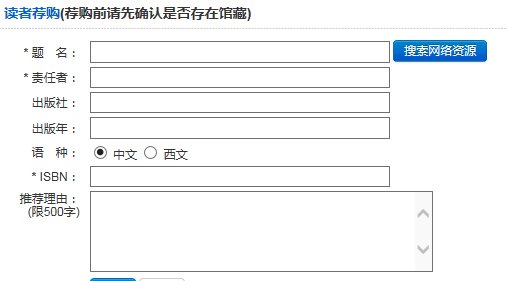 读者荐购(荐购前请先确认是否存在馆藏)
* 题 名： 搜索网络资源
* 责任者：
出版社：
出版年：
语 种： 中文 西文
* ISBN：
推荐理由：
(限500字)